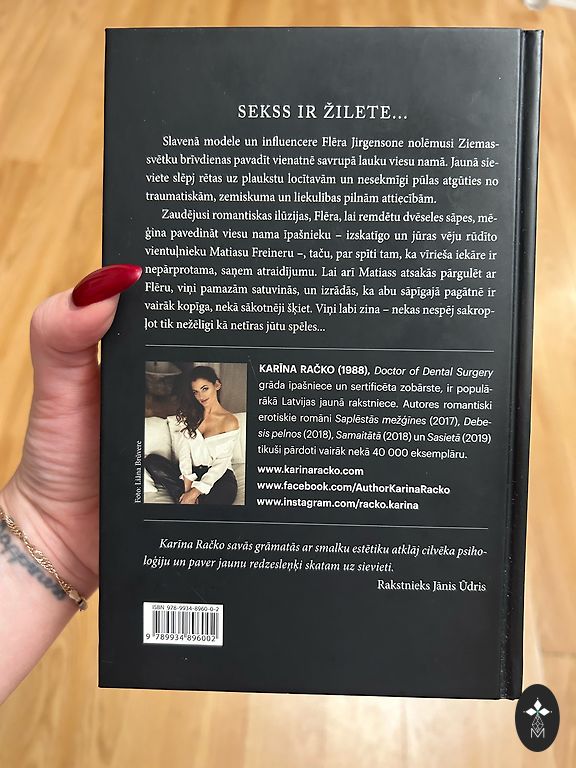 SEKSS IR ŽILETE...
Slavenā modele un influencere Flēra Jirgensone nolēmusi Ziemas-
svētku brīvdienas pavadīt vienatnē savrupā lauku viesu namā. Jaunā sie-
viete slēpj rētas uz plaukstu locītavām un nesekmīgi pūlas atgūties no
traumatiskām, zemiskuma un liekulības pilnām attiecībām.
Zaudējusi romantiskas ilūzijas, Flēra, lai remdētu dvēseles sāpes, mē-
ģina pavedināt viesu nama īpašnieku – izskatīgo un jūras vēju rūdīto
vientuļnieku Matiasu Freineru –, taču, par spīti tam, ka vīrieša iekāre ir
nepārprotama, saņem atraidījumu. Lai arī Matiass atsakās pārgulēt ar
Flēru, viņi pamazām satuvinās, un izrādās, ka abu sāpīgajā pagātnē ir
vairāk kopīga, nekā sākotnēji šķiet. Viņi labi zina – nekas nespēj sakrop-
ļot tik nežēlīgi kā netīras jūtu spēles...
KARĪNA RAČKO (1988), Doctor of Dental Surgery
grāda īpašniece un sertificēta zobārste, ir populā-
rākā Latvijas jaunā rakstniece. Autores romantiski
erotiskie romāni Saplēstās mežģīnes (2017), Debe-
sis pelnos (2018), Samaitātā (2018) un Sasietā (2019)
tikuši pārdoti vairāk nekā 40 000 eksemplāru.
www.karinaracko.com
www.facebook.com/AuthorKarinaRacko
www.instagram.com/racko.karina
Foto: Liāna Brūvere
Karīna Račko savās grāmatās ar smalku estētiku atklāj cilvēka psiho-
loģiju un paver jaunu redzesleņķi skatam uz sievieti.
Rakstnieks Jānis Ūdris
ISBN 978-9934-8960-0-2
9 789934 896002
M